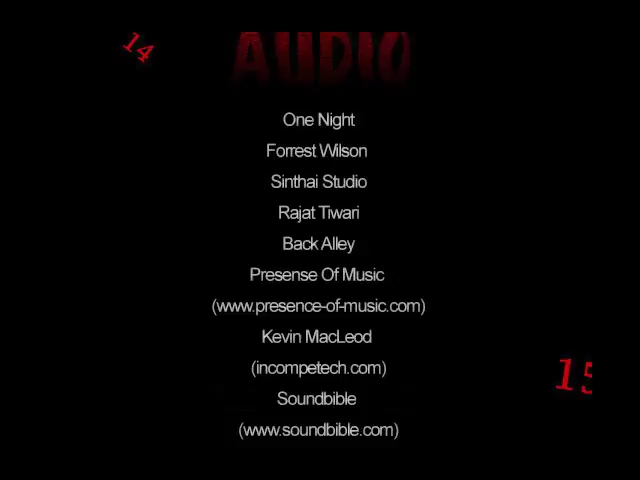 14
AUDIO
One Night
Forrest Wilson
Sinthai Studio
Rajat Tiwari
Back Alley
Presense Of Music
(www.presence-of-music.com)
Kevin MacLeod
(incompetech.com)
15
Soundbible
(www.soundbible.com)